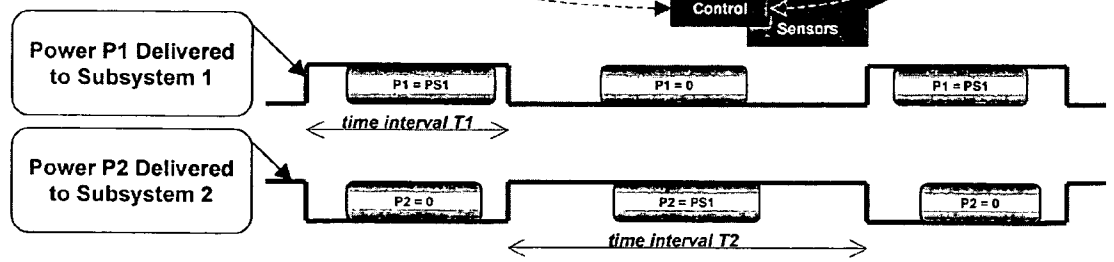 Control
Sensors
Power P1 Delivered
to Subsystem 1
P1 = PS1
P1 = 0
P1 = PS1
time interval T1
Power P2 Delivered
to Subsystem 2
P2 = 0
P2 = PS1
P2 = 0
time interval T2